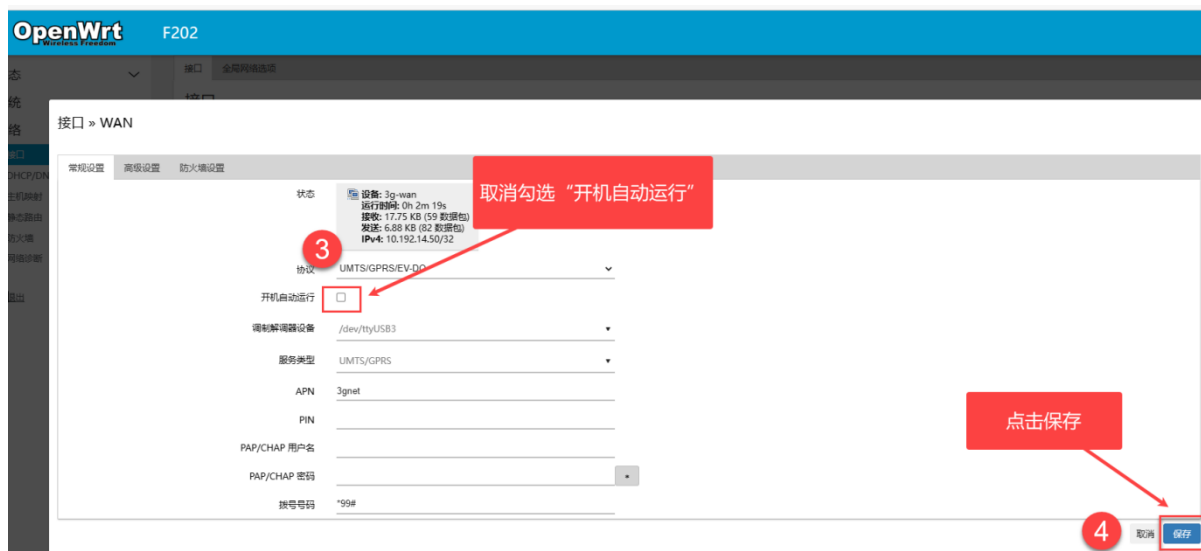 OpenWrt
Wireless Freedom
F202
态
接口 全局网络选项
统
接口
络
接口 » WAN
接口
常规设置 高级设置 防火墙设置
DHCP/DN
主机映射
静态路由
防火墙
网络诊断
退出
取消勾选“开机自动运行”
状态
设备: 3g-wan
运行时间: 0h 2m 19s
接收: 17.75 KB (59 数据包)
发送: 6.88 KB (82 数据包)
IPv4: 10.192.14.50/32
3
协议 UMTS/GPRS/EV-DO
开机自动运行
调制解调器设备 /dev/ttyUSB3
服务类型 UMTS/GPRS
APN 3gnet
PIN
PAP/CHAP 用户名
PAP/CHAP 密码 *
拨号号码 *99#
点击保存
4
取消 保存